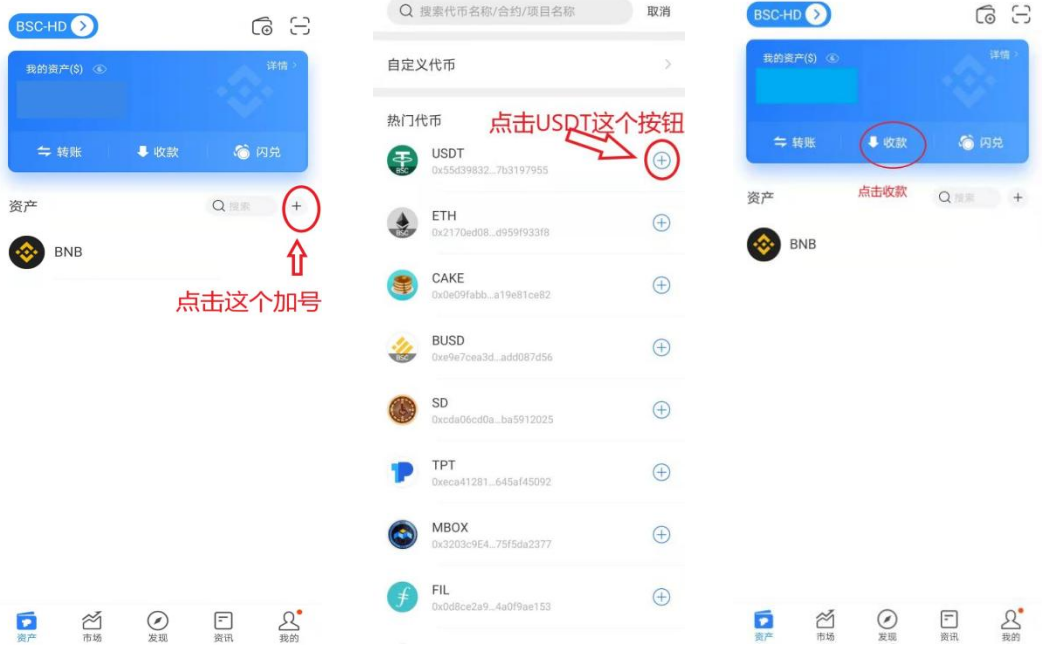 BSC-HD
我的资产($)
详情
转账
收款
闪兑
资产
搜索
+
BNB
点击这个加号
资产
市场
发现
资讯
我的
搜索代币名称/合约/项目名称
取消
自定义代币
热门代币
点击USDT这个按钮
USDT
BSC
0x55d39832...7b3197955
ETH
BSC
0x2170ed08...d959f933f8
CAKE
0x0e09fabb...a19e81ce82
BUSD
BSC
0xe9e7cea3d...add087d56
SD
0xcda06cd0a...ba5912025
TPT
0xeca41281...645af45092
MBOX
0x3203c9E4...75f5da2377
FIL
0x0d8ce2a9...4a0f9ae153
BSC-HD
我的资产($)
详情
转账
收款
闪兑
资产
点击收款
搜索
+
BNB
资产
市场
发现
资讯
我的